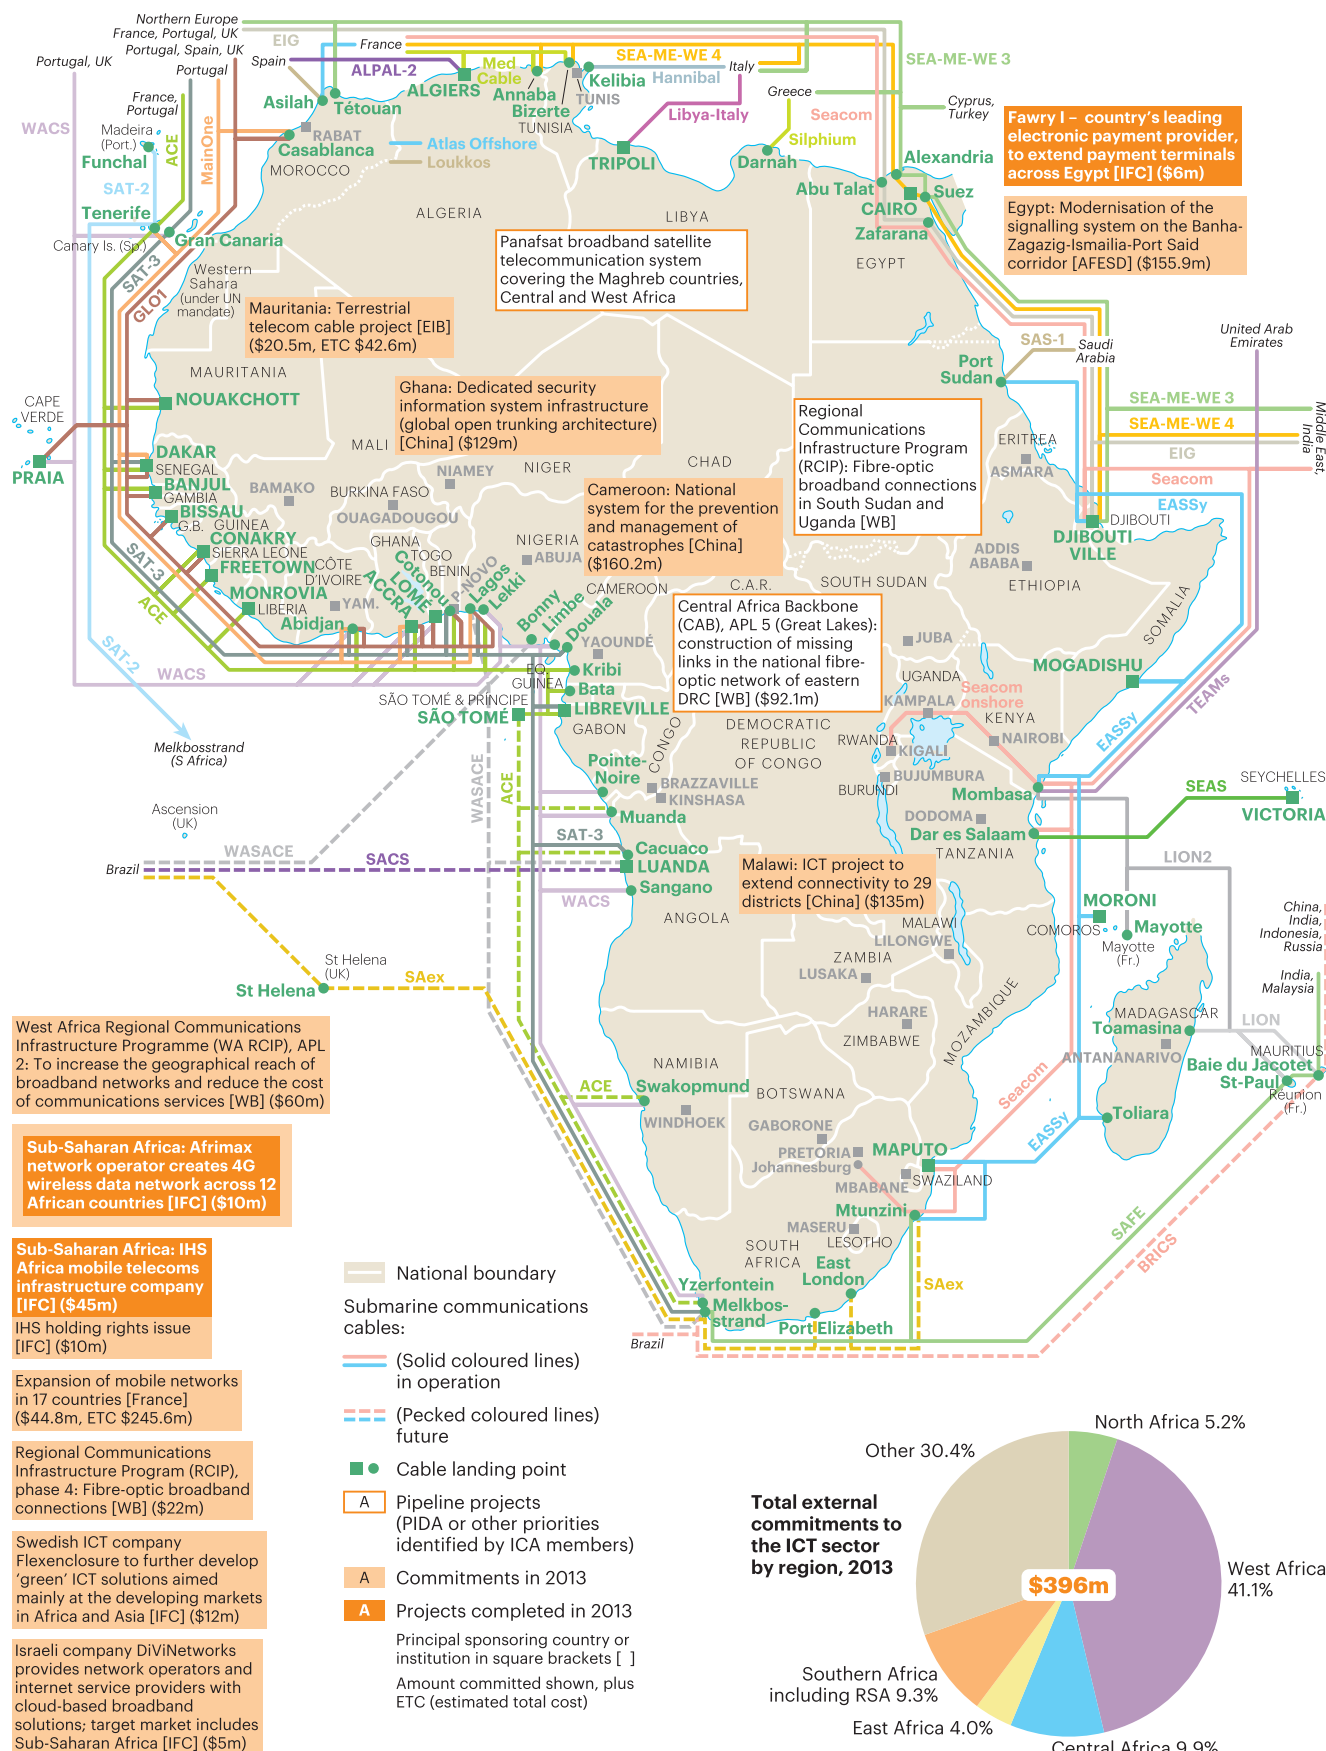 Northern Europe
France, Portugal, UK
EIG
Portugal, Spain, UK
Portugal, UK
Portugal
Spain
France
ALPAL-2
Med
Cable
SEA-ME-WE 4
Hannibal
Italy
SEA-ME-WE 3
Greece
Cyprus,
Turkey
Seacom
Silphium
Libya-Italy
France,
Portugal
WACS
ACE
MainOne
Madeira
(Port.)
Funchal
SAT-2
Tenerife
Canary Is. (Sp.)
Gran Canaria
SAT-3
GLO1
Asilah
Tétouan
RABAT
Casablanca
MOROCCO
Atlas Offshore
Loukkos
ALGIERS
Annaba
Bizerte
Kelibia
TUNIS
TUNISIA
TRIPOLI
Darnah
Alexandria
Abu Talat
CAIRO
Suez
Zafarana
EGYPT
ALGERIA
LIBYA
Western
Sahara
(under UN
mandate)
Fawry I – country’s leading
electronic payment provider,
to extend payment terminals
across Egypt [IFC] ($6m)
Egypt: Modernisation of the
signalling system on the Banha-
Zagazig-Ismailia-Port Said
corridor [AFESD] ($155.9m)
Panafsat broadband satellite
telecommunication system
covering the Maghreb countries,
Central and West Africa
Mauritania: Terrestrial
telecom cable project [EIB]
($20.5m, ETC $42.6m)
MAURITANIA
NOUAKCHOTT
Ghana: Dedicated security
information system infrastructure
(global open trunking architecture)
[China] ($129m)
Regional
Communications
Infrastructure Program
(RCIP): Fibre-optic
broadband connections
in South Sudan and
Uganda [WB]
SAS-1
Saudi
Arabia
Port
Sudan
United Arab
Emirates
SEA-ME-WE 3
SEA-ME-WE 4
EIG
Seacom
EASSy
Middle East,
India
CAPE
VERDE
PRAIA
DAKAR
SENEGAL
BANJUL
GAMBIA
BISSAU
G.B.
GUINEA
CONAKRY
SIERRA LEONE
FREETOWN
MONROVIA
LIBERIA
BAMAKO
MALI
NIAMEY
NIGER
BURKINA FASO
OUAGADOUGOU
GHANA
TOGO
BENIN
CÔTE
D’IVOIRE
YAM.
Abidjan
ACCRA
LOMÉ
Cotonou
P-NOVO
Lagos
Lekki
NIGERIA
ABUJA
CHAD
Cameroon: National
system for the prevention
and management of
catastrophes [China]
($160.2m)
CAMEROON
C.A.R.
SOUTH SUDAN
ERITREA
ASMARA
DJIBOUTI
DJIBOUTI
VILLE
ADDIS
ABABA
ETHIOPIA
SOMALIA
Central Africa Backbone
(CAB), APL 5 (Great Lakes):
construction of missing
links in the national fibre-
optic network of eastern
DRC [WB] ($92.1m)
JUBA
UGANDA
KAMPALA
Seacom
onshore
KENYA
NAIROBI
MOGADISHU
EASSy
TEAMs
SAT-3
ACE
SAT-2
WACS
Bonny
Limbe
Douala
YAOUNDÉ
Kribi
EQ.
GUINEA
Bata
SÃO TOMÉ & PRÍNCIPE
SÃO TOMÉ
LIBREVILLE
GABON
CONGO
DEMOCRATIC
REPUBLIC
OF CONGO
RWANDA
KIGALI
BUJUMBURA
BURUNDI
Mombasa
DODOMA
Dar es Salaam
TANZANIA
SEAS
SEYCHELLES
VICTORIA
Melkbosstrand
(S Africa)
WASACE
ACE
Pointe-
Noire
BRAZZAVILLE
KINSHASA
Muanda
SAT-3
Cacuaco
LUANDA
Sangano
WACS
ANGOLA
Ascension
(UK)
WASACE
Brazil
SACS
St Helena
(UK)
St Helena
SAex
Malawi: ICT project to
extend connectivity to 29
districts [China] ($135m)
MALAWI
LILONGWE
ZAMBIA
LUSAKA
HARARE
ZIMBABWE
MOZAMBIQUE
LION2
MORONI
COMOROS
Mayotte
Mayotte
(Fr.)
China,
India,
Indonesia,
Russia
India,
Malaysia
MADAGASCAR
Toamasina
ANTANANARIVO
LION
MAURITIUS
Baie du Jacotet
St-Paul
Réunion
(Fr.)
Toliara
Seacom
EASSy
West Africa Regional Communications
Infrastructure Programme (WA RCIP), APL
2: To increase the geographical reach of
broadband networks and reduce the cost
of communications services [WB] ($60m)
NAMIBIA
ACE
Swakopmund
WINDHOEK
BOTSWANA
GABORONE
PRETORIA
Johannesburg
MAPUTO
MBABANE
SWAZILAND
Mtunzini
MASERU
LESOTHO
SOUTH
AFRICA
East
London
SAex
SAFE
BRICS
Yzerfontein
Melkbos-
strand
Port Elizabeth
Brazil
Sub-Saharan Africa: Afrimax
network operator creates 4G
wireless data network across 12
African countries [IFC] ($10m)
Sub-Saharan Africa: IHS
Africa mobile telecoms
infrastructure company
[IFC] ($45m)
IHS holding rights issue
[IFC] ($10m)
Expansion of mobile networks
in 17 countries [France]
($44.8m, ETC $245.6m)
Regional Communications
Infrastructure Program (RCIP),
phase 4: Fibre-optic broadband
connections [WB] ($22m)
Swedish ICT company
Flexenclosure to further develop
‘green’ ICT solutions aimed
mainly at the developing markets
in Africa and Asia [IFC] ($12m)
Israeli company DiViNetworks
provides network operators and
internet service providers with
cloud-based broadband
solutions; target market includes
Sub-Saharan Africa [IFC] ($5m)
National boundary
Submarine communications
cables:
(Solid coloured lines)
in operation
(Pecked coloured lines)
future
Cable landing point
A Pipeline projects
(PIDA or other priorities
identified by ICA members)
A Commitments in 2013
A Projects completed in 2013
Principal sponsoring country or
institution in square brackets [ ]
Amount committed shown, plus
ETC (estimated total cost)
Total external
commitments to
the ICT sector
by region, 2013
$396m
North Africa 5.2%
West Africa
41.1%
Central Africa 9.9%
East Africa 4.0%
Southern Africa
including RSA 9.3%
Other 30.4%